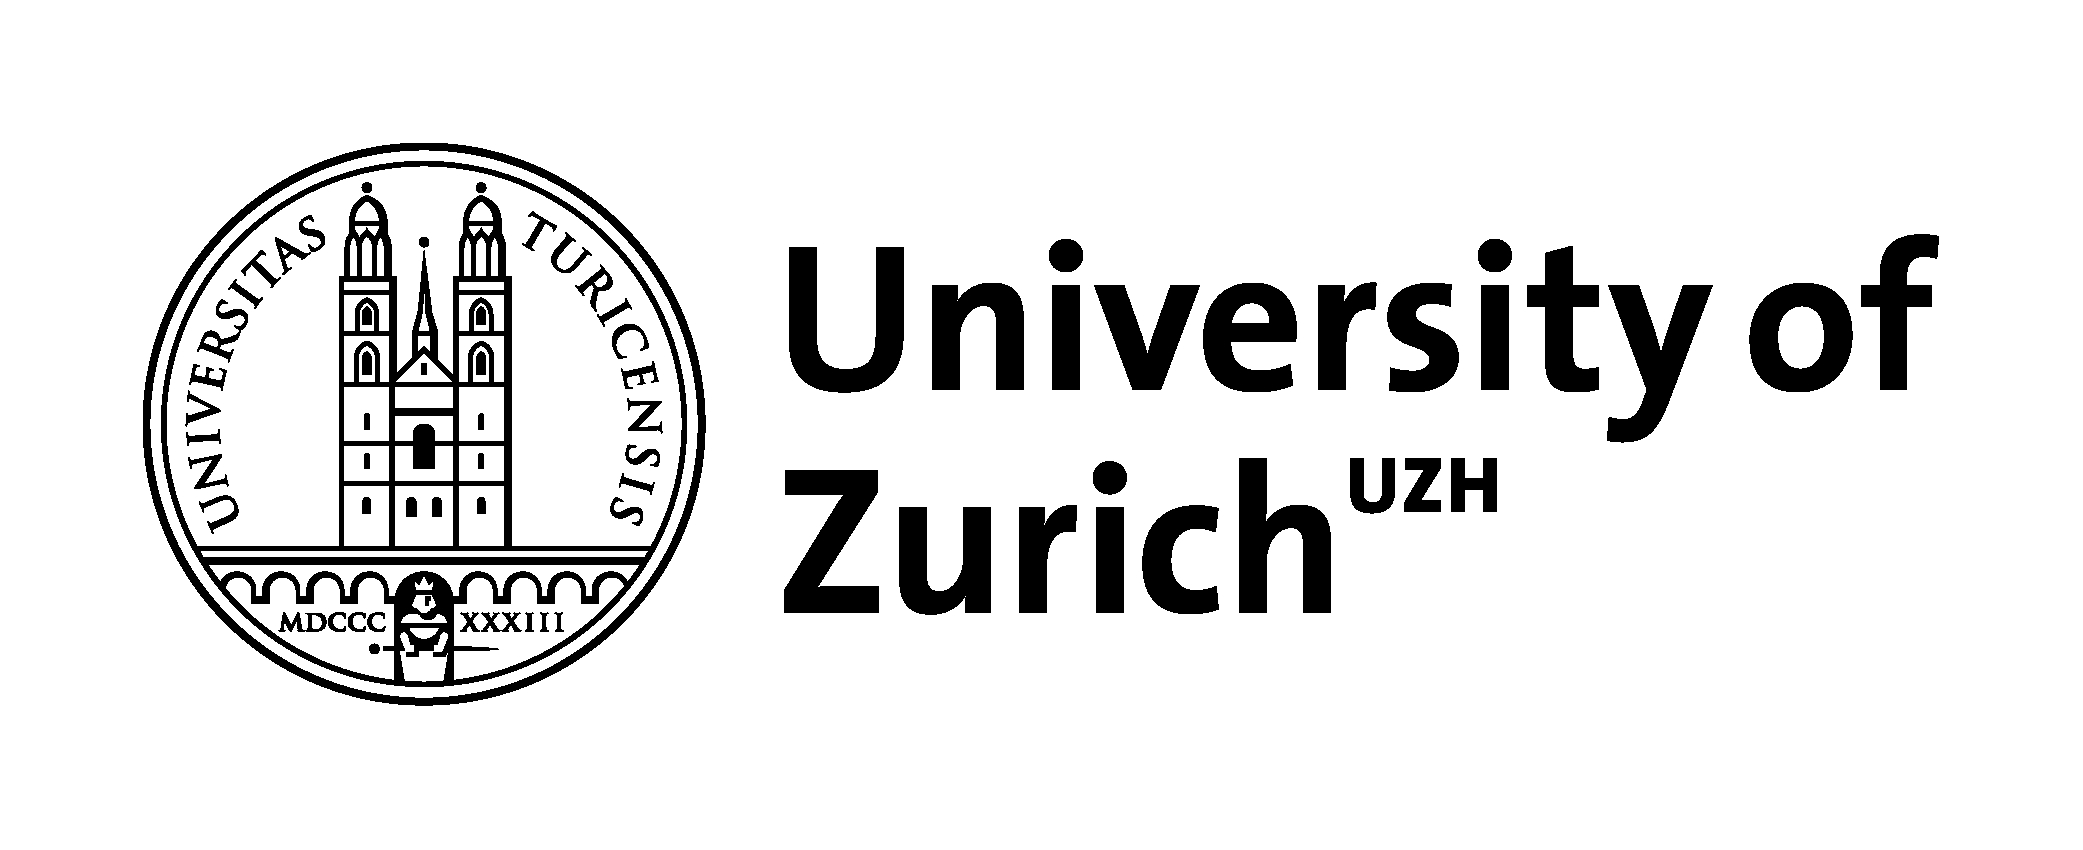 UNIVERSITAS TURICENSIS
MDCCC XXXIII
University of
Zurich UZH